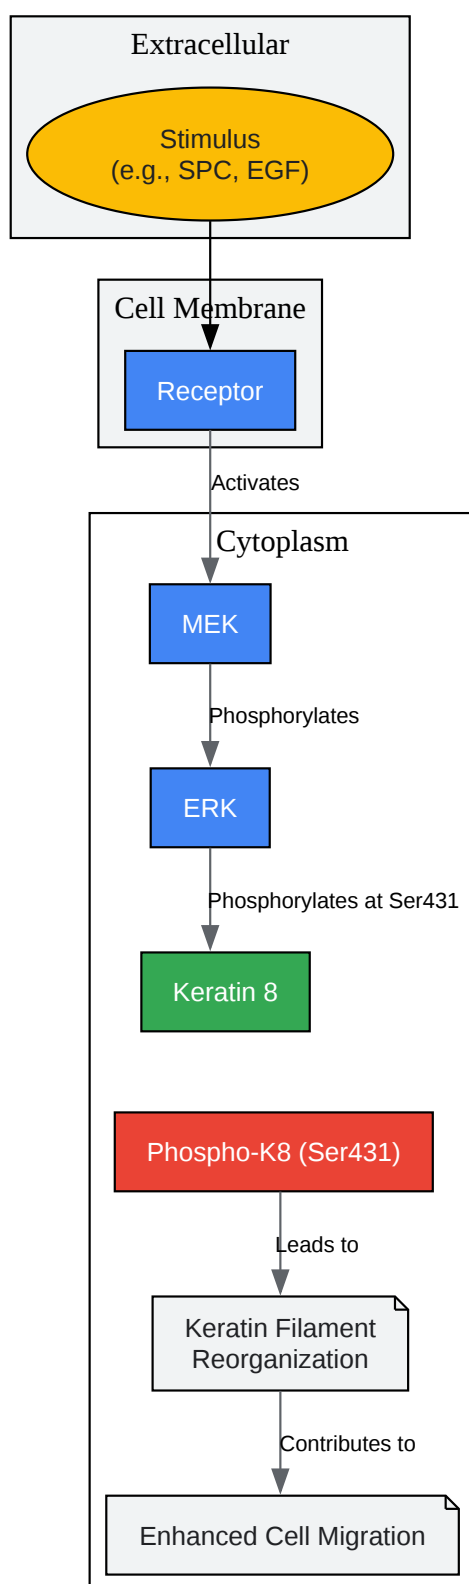 Extracellular
Stimulus
(e.g., SPC, EGF)
Cell Membrane
Receptor
Activates
Cytoplasm
MEK
Phosphorylates
ERK
Phosphorylates at Ser431
Keratin 8
Phospho-K8 (Ser431)
Leads to
Keratin Filament
Reorganization
Contributes to
Enhanced Cell Migration